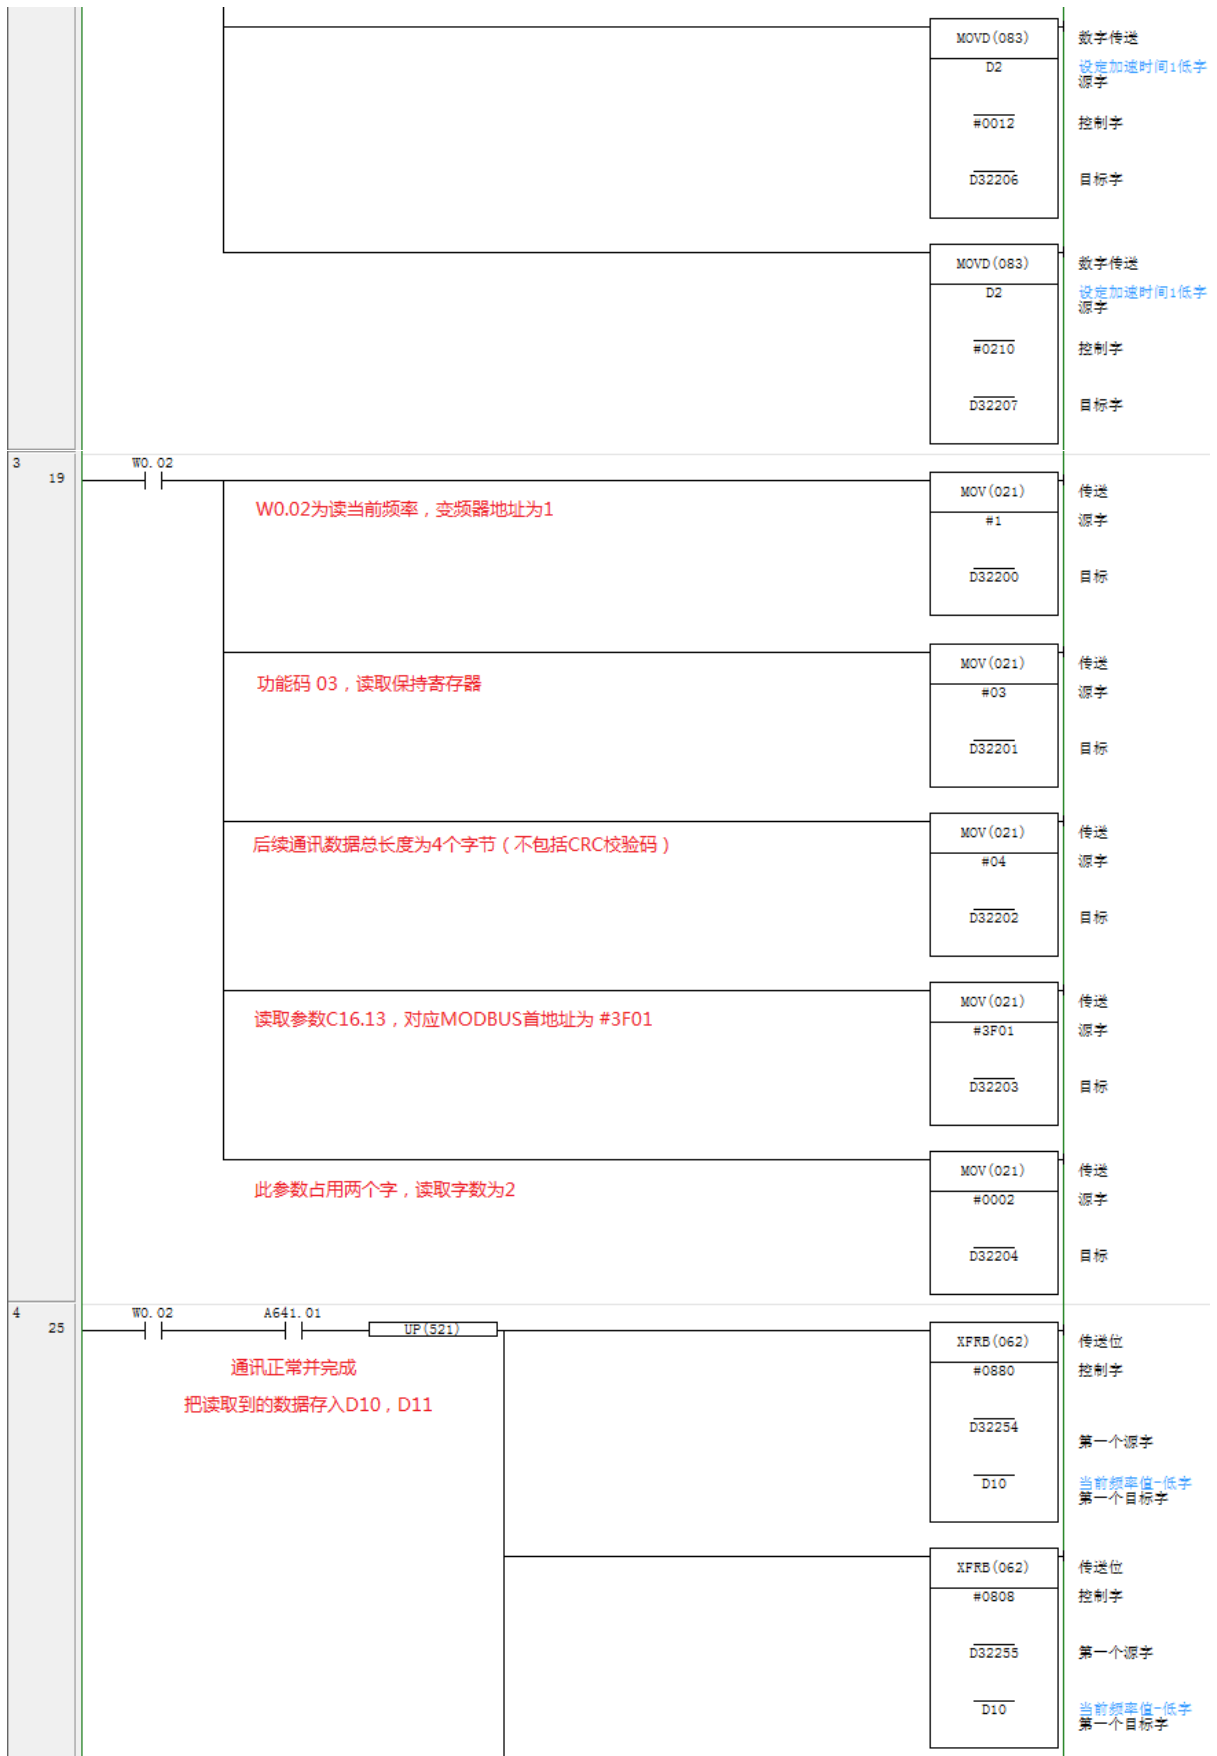 MOVD(083)
数字传送
D2
设定加速时间1低字
源字
#0012
控制字
D32206
目标字
MOVD(083)
数字传送
D2
设定加速时间1低字
源字
#0210
控制字
D32207
目标字
3
19
W0.02
W0.02为读当前频率，变频器地址为1
MOV(021)
传送
#1
源字
D32200
目标
功能码 03，读取保持寄存器
MOV(021)
传送
#03
源字
D32201
目标
后续通讯数据总长度为4个字节（不包括CRC校验码）
MOV(021)
传送
#04
源字
D32202
目标
读取参数C16.13，对应MODBUS首地址为 #3F01
MOV(021)
传送
#3F01
源字
D32203
目标
此参数占用两个字，读取字数为2
MOV(021)
传送
#0002
源字
D32204
目标
4
25
W0.02
A641.01
UP(521)
通讯正常并完成
把读取到的数据存入D10，D11
XFRB(062)
传送位
#0880
控制字
D32254
第一个源字
D10
当前频率值-低字
第一个目标字
XFRB(062)
传送位
#0808
控制字
D32255
第一个源字
D10
当前频率值-低字
第一个目标字